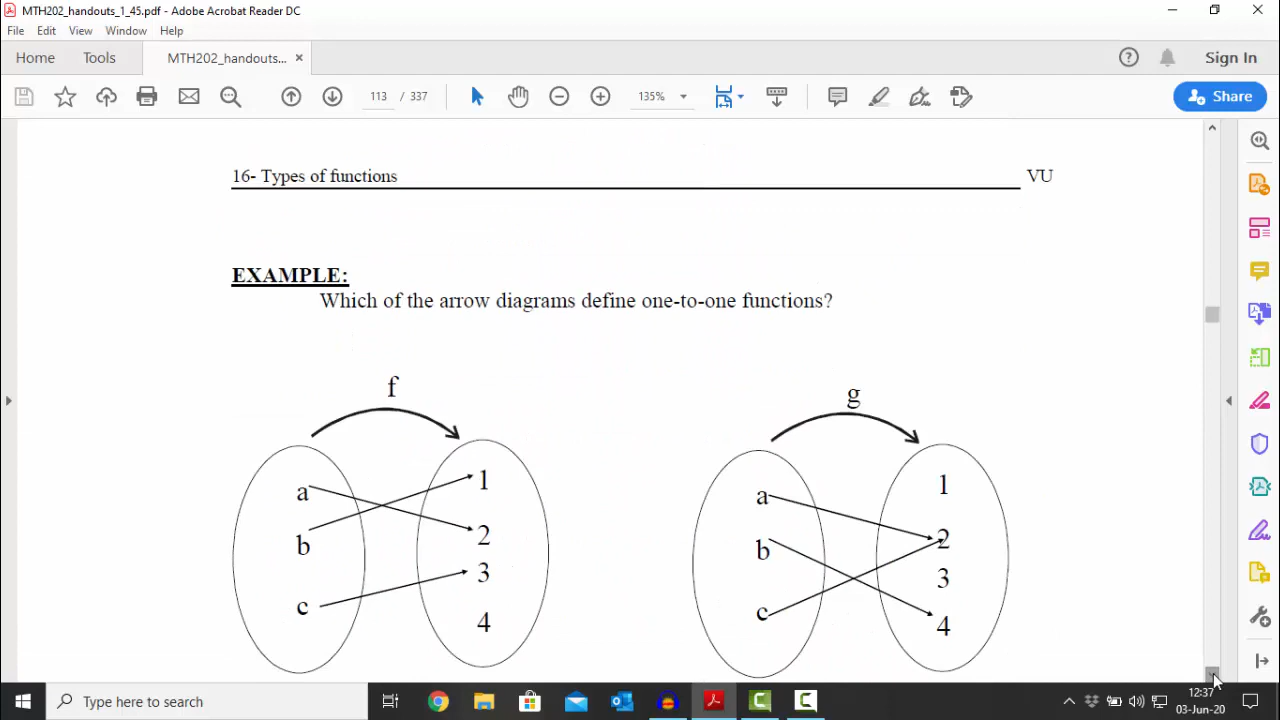 MTH202_handouts_1_45.pdf - Adobe Acrobat Reader DC
File Edit View Window Help
Home Tools MTH202_handouts... × Sign In
113 / 337 135% Share
16- Types of functions VU
EXAMPLE:
Which of the arrow diagrams define one-to-one functions?
f
a
b
c
1
2
3
4
g
a
b
c
1
2
3
4
Type here to search
12:37
03-Jun-20